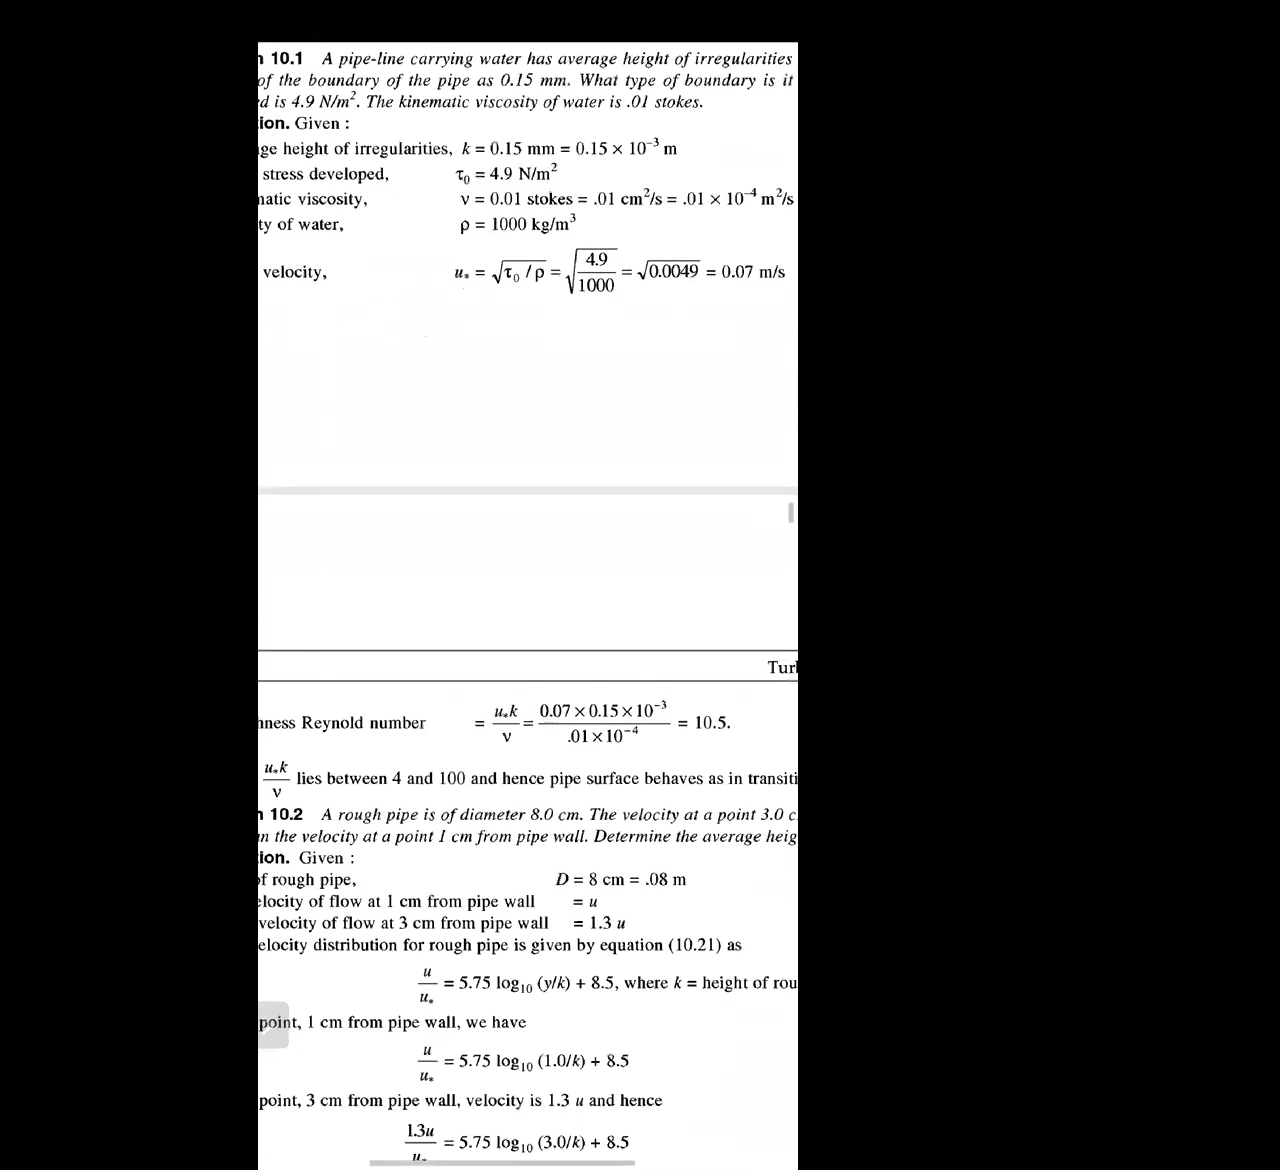 10.1 A pipe-line carrying water has average height of irregularities
of the boundary of the pipe as 0.15 mm. What type of boundary is it
d is 4.9 N/m². The kinematic viscosity of water is .01 stokes.
ion. Given :
ge height of irregularities, k = 0.15 mm = 0.15 × 10⁻³ m
stress developed, τ₀ = 4.9 N/m²
matic viscosity, ν = 0.01 stokes = .01 cm²/s = .01 × 10⁻⁴ m²/s
ty of water, ρ = 1000 kg/m³
velocity, u* = √τ₀ / ρ = √4.9/1000 = √0.0049 = 0.07 m/s
Tur
ness Reynold number = u*k/ν = 0.07 × 0.15 × 10⁻³ / .01 × 10⁻⁴ = 10.5.
u*k/ν lies between 4 and 100 and hence pipe surface behaves as in transiti
10.2 A rough pipe is of diameter 8.0 cm. The velocity at a point 3.0 c
n the velocity at a point 1 cm from pipe wall. Determine the average heig
ion. Given :
f rough pipe, D = 8 cm = .08 m
elocity of flow at 1 cm from pipe wall = u
velocity of flow at 3 cm from pipe wall = 1.3 u
elocity distribution for rough pipe is given by equation (10.21) as
u/u* = 5.75 log₁₀ (y/k) + 8.5, where k = height of rou
point, 1 cm from pipe wall, we have
u/u* = 5.75 log₁₀ (1.0/k) + 8.5
point, 3 cm from pipe wall, velocity is 1.3 u and hence
1.3u/u* = 5.75 log₁₀ (3.0/k) + 8.5